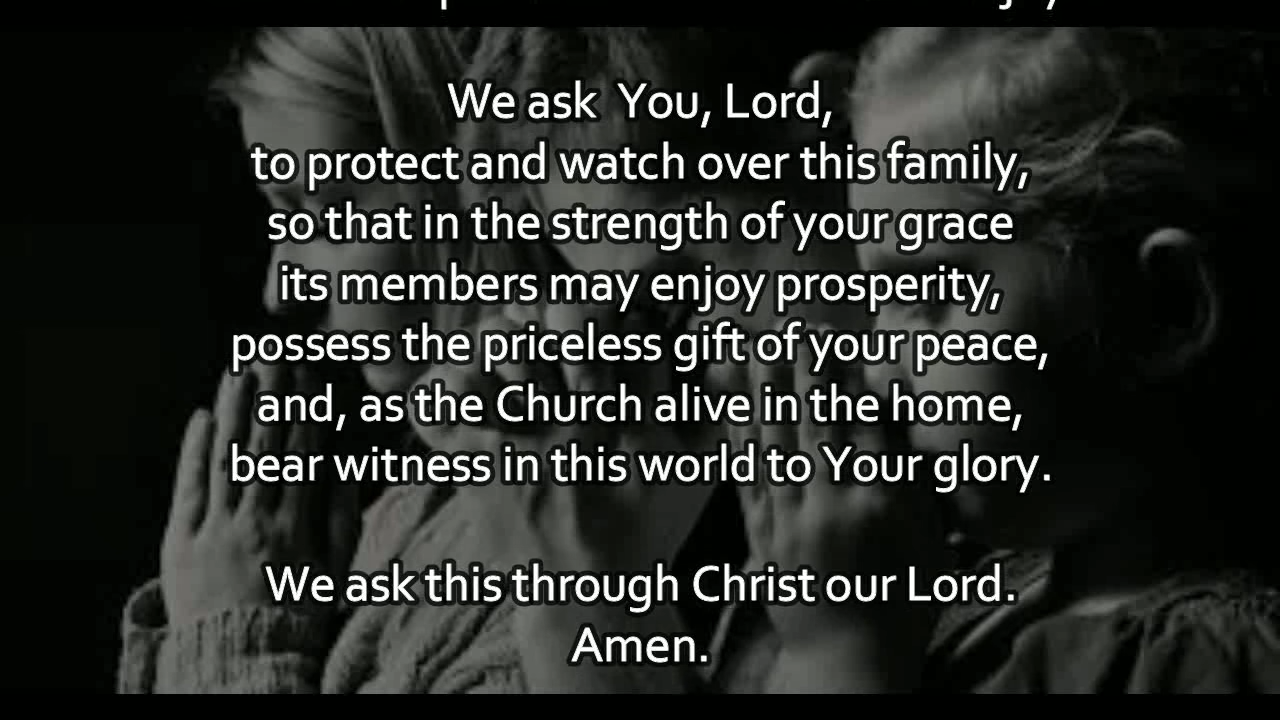 We ask You, Lord,
to protect and watch over this family,
so that in the strength of your grace
its members may enjoy prosperity,
possess the priceless gift of your peace,
and, as the Church alive in the home,
bear witness in this world to Your glory.
We ask this through Christ our Lord.
Amen.